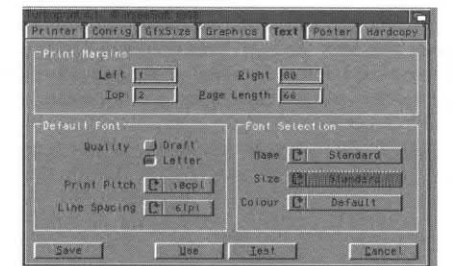 Printer Config GfxSize Graphics Text Poster Hardcopy
Print Margins
Left 1 Right 80
Top 2 Page Length 66
Default Font
Quality Draft
Letter
Print Pitch 10cpi
Line Spacing 6lpi
Font Selection
Name Standard
Size Standard
Colour Default
Save Use Test Cancel